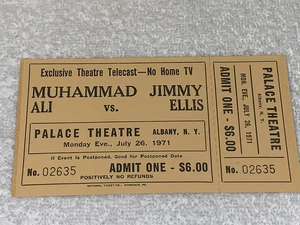 Exclusive Theatre Telecast—No Home TV
MUHAMMAD JIMMY
ALI vs. ELLIS
PALACE THEATRE ALBANY, N. Y.
Monday Eve., July 26, 1971
If Event is Postponed, Good for Postponed Date
No. 02635 ADMIT ONE - $6.00
POSITIVELY NO REFUNDS
PALACE THEATRE
Albany, N. Y.
MON. EVE., JULY 26, 1971
ADMIT ONE - $6.00
No. 02635